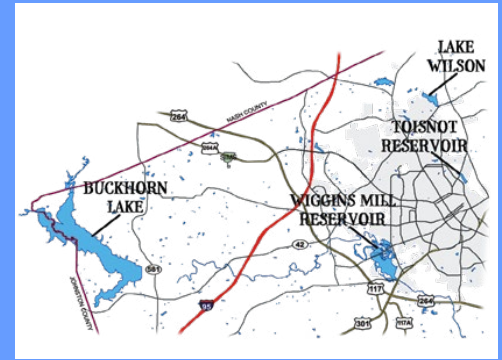 LAKE
WILSON
NASH COUNTY
264
TOISNOT
RESERVOIR
264A
BUCKHORN
LAKE
WIGGINS MILL
RESERVOIR
42
581
JOHNSTON COUNTY
95
117
264
301
117A